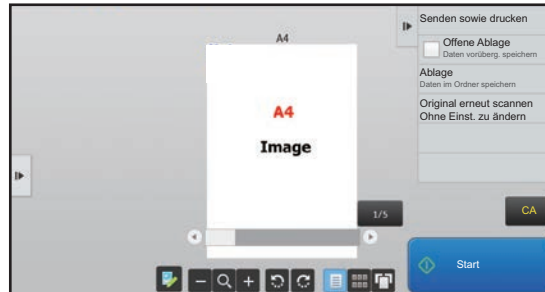 A4
A4
Image
1/5
Senden sowie drucken
Offene Ablage
Daten vorüberg. speichern
Ablage
Daten im Ordner speichern
Original erneut scannen
Ohne Einst. zu ändern
CA
Start